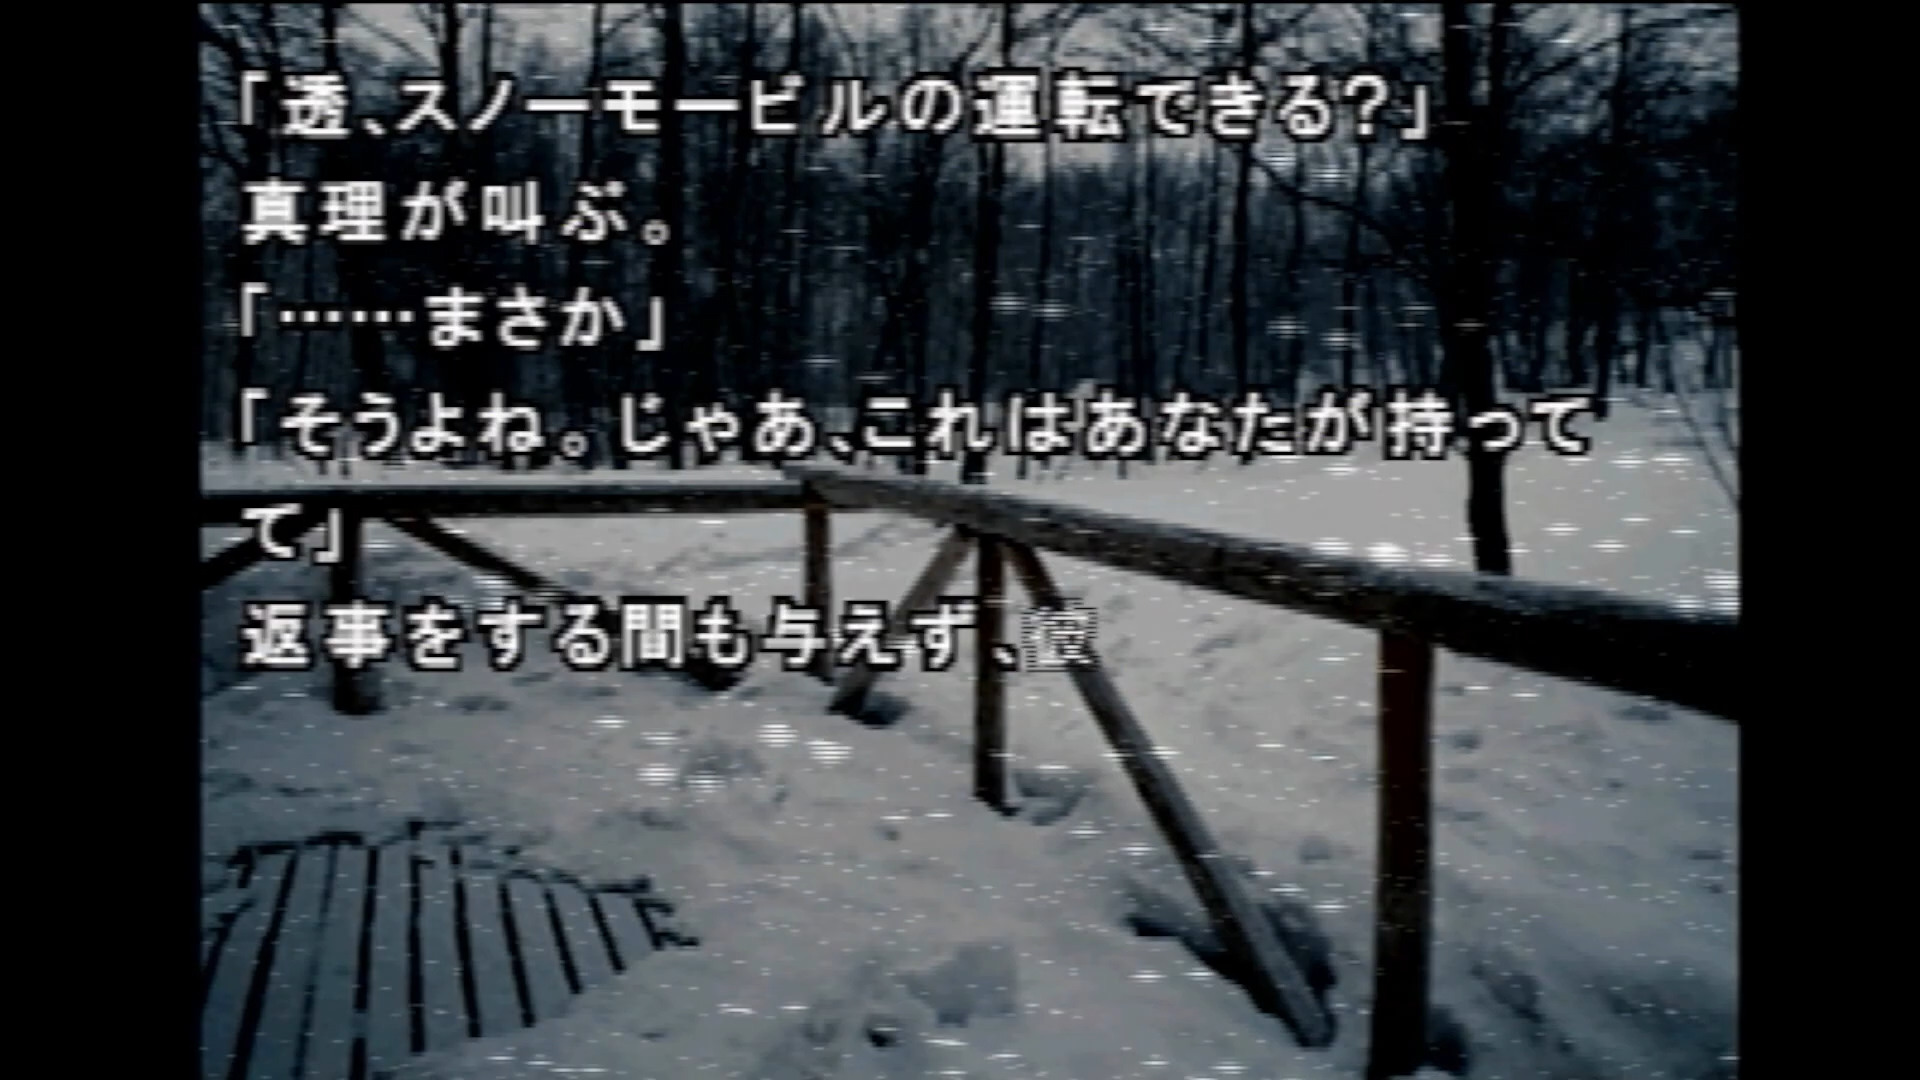 「透、スノーモービルの運転できる?」
真理が叫ぶ。
「……まさか」
「そうよね。じゃあ、これはあなたが持って
て」
返事をする間も与えず、彼